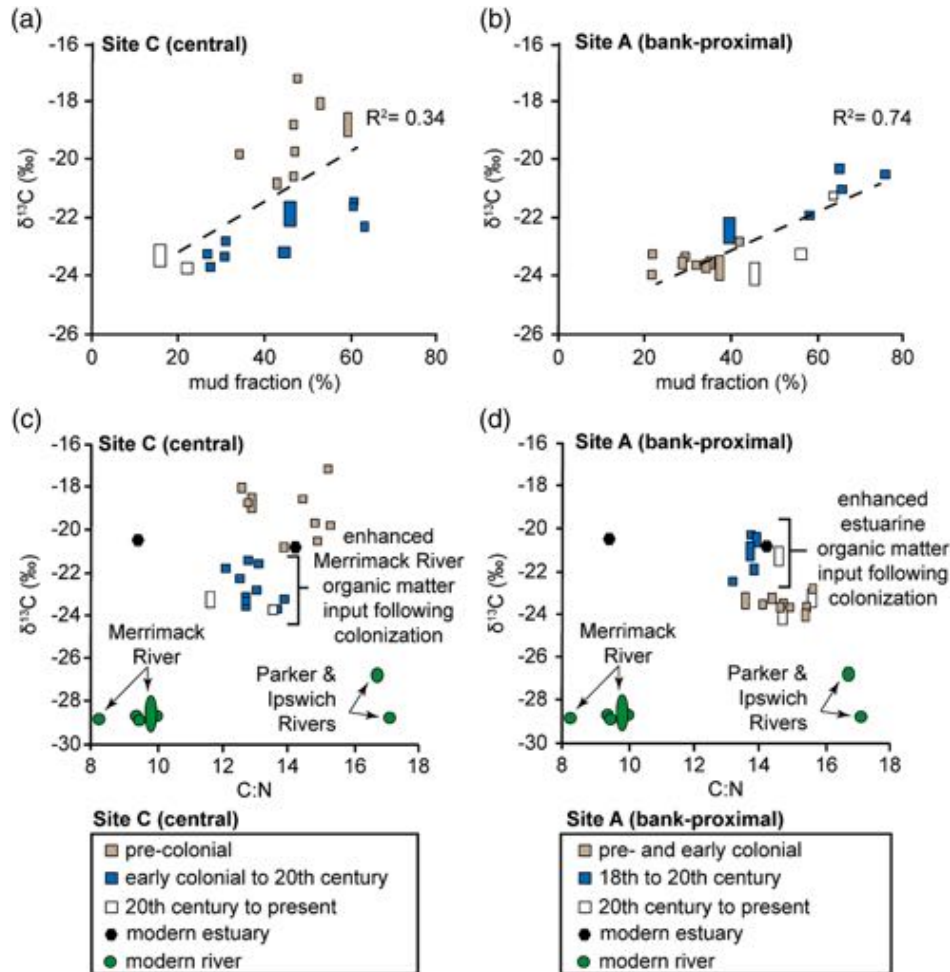 (a)
Site C (central)
-16
-18
-20
-22
-24
-26
δ¹³C (‰)
R²= 0.34
0
20
40
60
80
mud fraction (%)
(b)
Site A (bank-proximal)
-16
-18
-20
-22
-24
-26
δ¹³C (‰)
R²= 0.74
0
20
40
60
80
mud fraction (%)
(c)
Site C (central)
-16
-18
-20
-22
-24
-26
-28
-30
δ¹³C (‰)
enhanced
Merrimack River
organic matter
input following
colonization
Merrimack
River
Parker &
Ipswich
Rivers
8
10
12
14
16
18
C:N
(d)
Site A (bank-proximal)
-16
-18
-20
-22
-24
-26
-28
-30
δ¹³C (‰)
enhanced
estuarine
organic matter
input following
colonization
Merrimack
River
Parker &
Ipswich
Rivers
8
10
12
14
16
18
C:N
Site C (central)
pre-colonial
early colonial to 20th century
20th century to present
modern estuary
modern river
Site A (bank-proximal)
pre- and early colonial
18th to 20th century
20th century to present
modern estuary
modern river